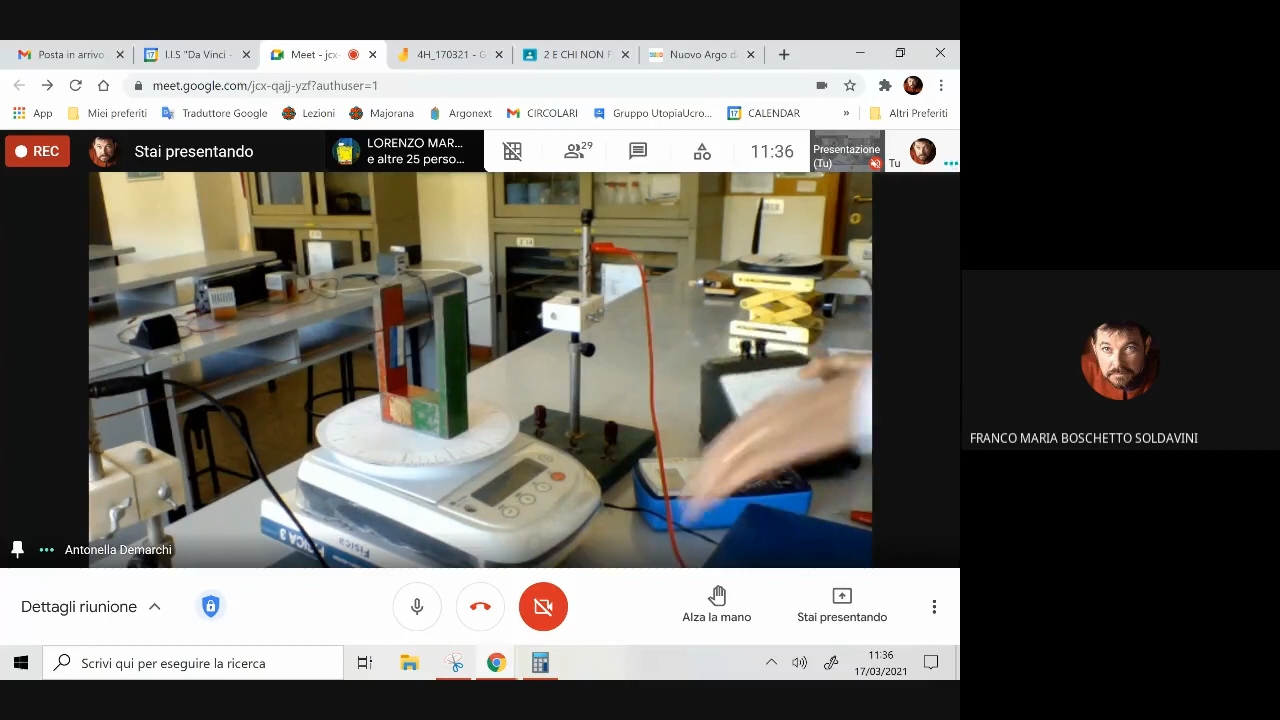 Posta in arrivo
I.I.S "Da Vinci -
Meet - jcx-
4H_170321 - G
2 E CHI NON F
Nuovo Argo d
meet.google.com/jcx-qajj-yzf?authuser=1
App
Miei preferiti
Traduttore Google
Lezioni
Majorana
Argonext
CIRCOLARI
Gruppo UtopiaUcro...
CALENDAR
»
Altri Preferiti
REC
Stai presentando
LORENZO MAR...
e altre 25 perso...
29
11:36
Presentazione
(Tu)
Tu
FISICA 3
Fisica
Antonella Demarchi
FRANCO MARIA BOSCHETTO SOLDAVINI
Dettagli riunione
Alza la mano
Stai presentando
Scrivi qui per eseguire la ricerca
11:36
17/03/2021